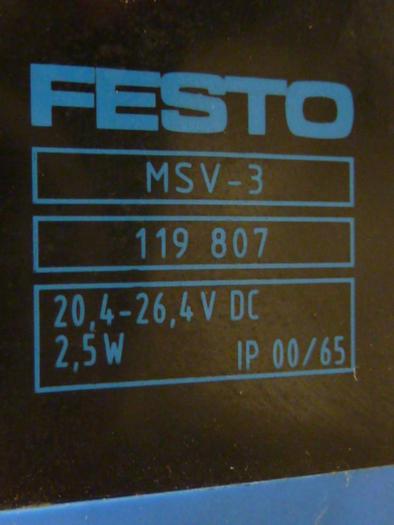 FESTO
MSV-3
119 807
20,4-26,4V DC
2,5W IP 00/65